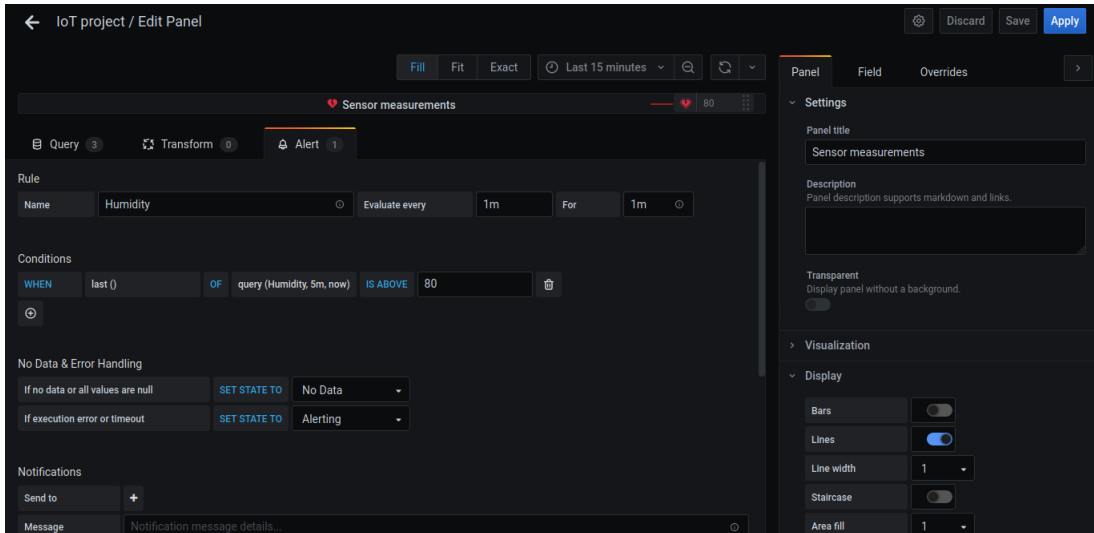 IoT project / Edit Panel
Discard
Save
Apply
Fill
Fit
Exact
Last 15 minutes
Sensor measurements
80
Query 3
Transform 0
Alert 1
Rule
Name
Humidity
Evaluate every
1m
For
1m
Conditions
WHEN
last ()
OF
query (Humidity, 5m, now)
IS ABOVE
80
No Data & Error Handling
If no data or all values are null
SET STATE TO
No Data
If execution error or timeout
SET STATE TO
Alerting
Notifications
Send to
Message
Notification message details...
Panel
Field
Overrides
Settings
Panel title
Sensor measurements
Description
Panel description supports markdown and links.
Transparent
Display panel without a background.
Visualization
Display
Bars
Lines
Line width
1
Staircase
Area fill
1